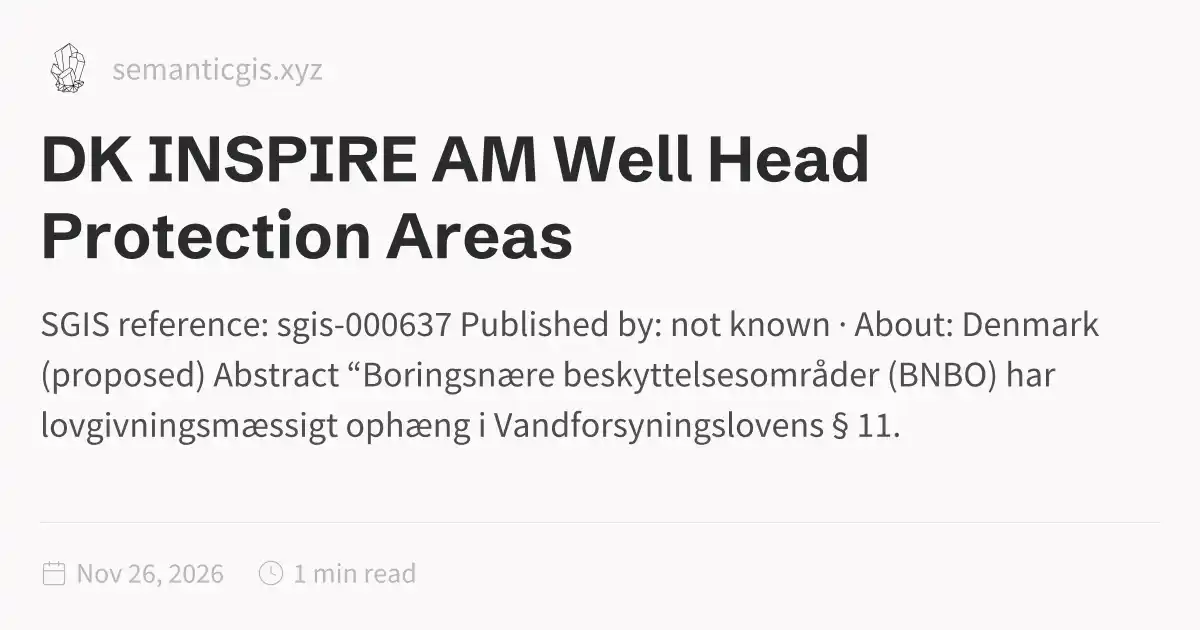 semanticgis.xyz
DK INSPIRE AM Well Head
Protection Areas
SGIS reference: sgis-000637 Published by: not known · About: Denmark
(proposed) Abstract “Boringsnære beskyttelsesområder (BNBO) har
lovgivningsmæssigt ophæng i Vandforsyningslovens § 11.
Nov 26, 2026 1 min read